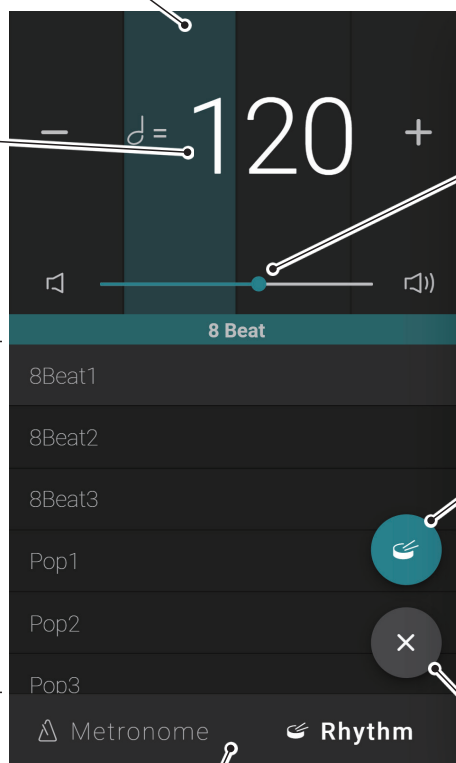 − 𝅗𝅥 = 120 +
8 Beat
8Beat1
8Beat2
8Beat3
Pop1
Pop2
Pop3
Metronome Rhythm